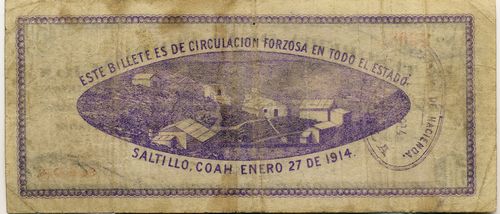 ESTE BILLETE ES DE CIRCULACION FORZOSA EN TODO EL ESTADO.
DE HACIENDA.
SALTILLO, COAH. ENERO 27 DE 1914.